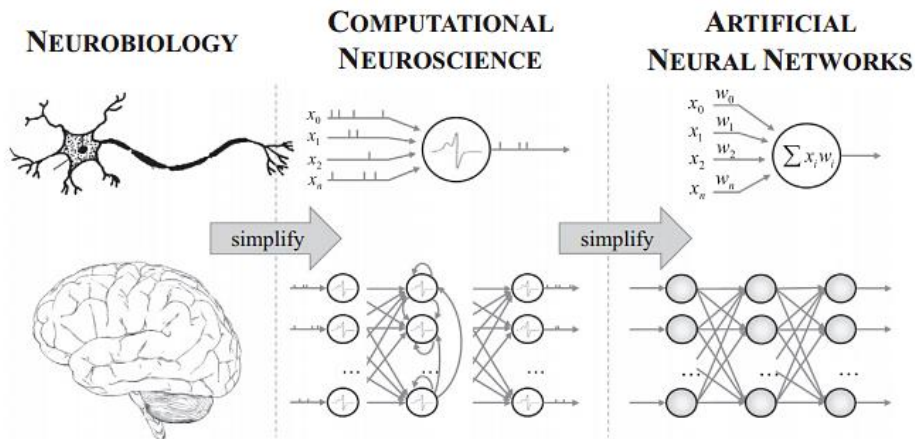 NEUROBIOLOGY
COMPUTATIONAL
NEUROSCIENCE
ARTIFICIAL
NEURAL NETWORKS
x₀
x₁
x₂
xₙ
x₀ w₀
x₁ w₁
x₂ w₂
xₙ wₙ
∑ xᵢwᵢ
simplify
simplify
...
...
...
...